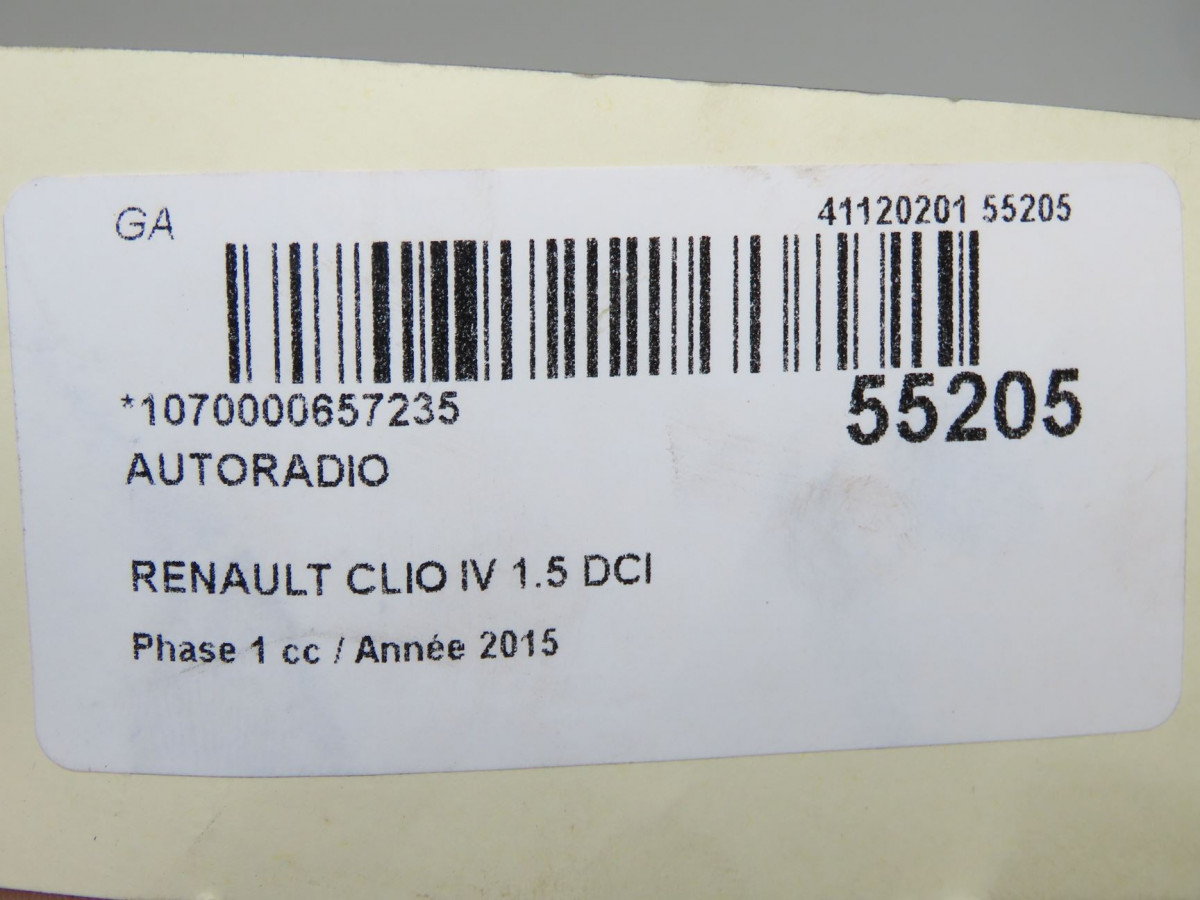 GA
41120201 55205
*1070000657235
55205
AUTORADIO
RENAULT CLIO IV 1.5 DCI
Phase 1 cc / Année 2015